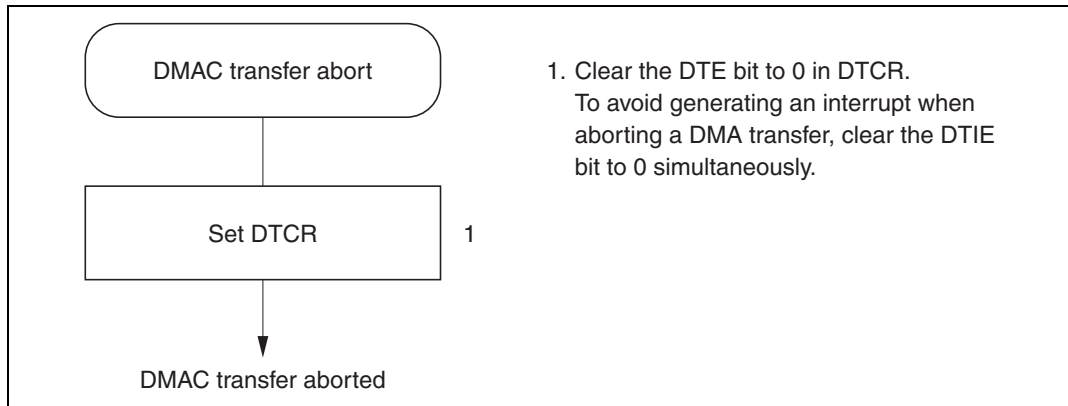 DMAC transfer abort
Set DTCR
1
DMAC transfer aborted
1. Clear the DTE bit to 0 in DTCR.
To avoid generating an interrupt when
aborting a DMA transfer, clear the DTIE
bit to 0 simultaneously.